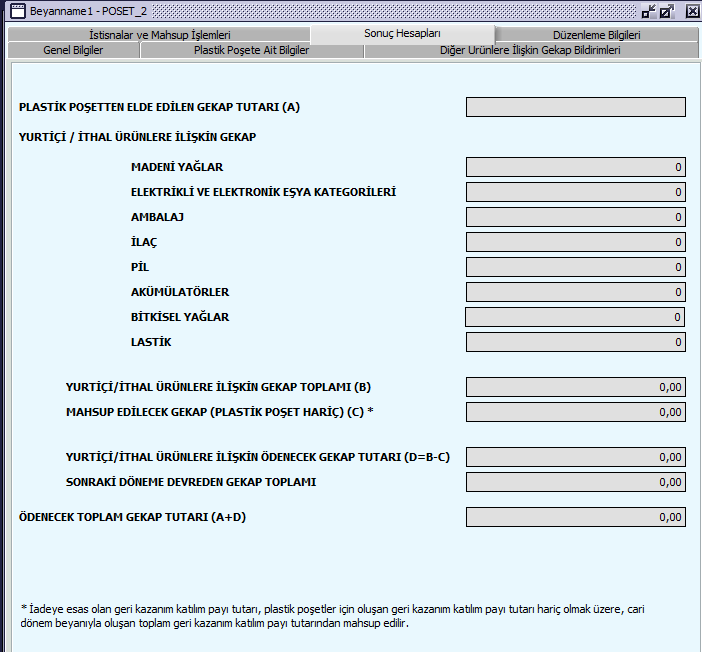 Beyanname1 - POSET_2
İstisnalar ve Mahsup İşlemleri Sonuç Hesapları Düzenleme Bilgileri
Genel Bilgiler Plastik Poşete Ait Bilgiler Diğer Ürünlere İlişkin Gekap Bildirimleri
PLASTİK POŞETTEN ELDE EDİLEN GEKAP TUTARI (A)
YURTİÇİ / İTHAL ÜRÜNLERE İLİŞKİN GEKAP
MADENİ YAĞLAR 0
ELEKTRİKLİ VE ELEKTRONİK EŞYA KATEGORİLERİ 0
AMBALAJ 0
İLAÇ 0
PİL 0
AKÜMÜLATÖRLER 0
BİTKİSEL YAĞLAR 0
LASTİK 0
YURTİÇİ/İTHAL ÜRÜNLERE İLİŞKİN GEKAP TOPLAMI (B) 0,00
MAHSUP EDİLECEK GEKAP (PLASTİK POŞET HARİÇ) (C) * 0,00
YURTİÇİ/İTHAL ÜRÜNLERE İLİŞKİN ÖDENECEK GEKAP TUTARI (D=B-C) 0,00
SONRAKİ DÖNEME DEVREDEN GEKAP TOPLAMI 0,00
ÖDENECEK TOPLAM GEKAP TUTARI (A+D) 0,00
* İadeye esas olan geri kazanım katılım payı tutarı, plastik poşetler için oluşan geri kazanım katılım payı tutarı hariç olmak üzere, cari
dönem beyanıyla oluşan toplam geri kazanım katılım payı tutarından mahsup edilir.